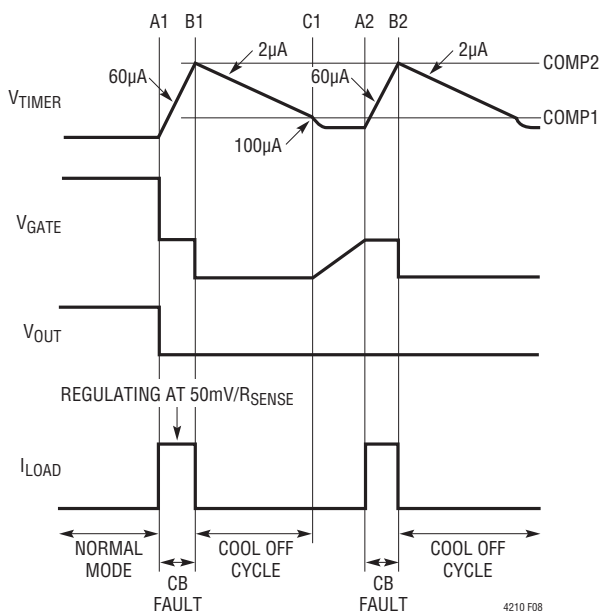 A1 B1 C1 A2 B2
2µA 2µA
COMP2
60µA 60µA
VTIMER
COMP1
100µA
VGATE
VOUT
REGULATING AT 50mV/RSENSE
ILOAD
NORMAL
MODE
COOL OFF
CYCLE
COOL OFF
CYCLE
CB
FAULT
CB
FAULT
4210 F08